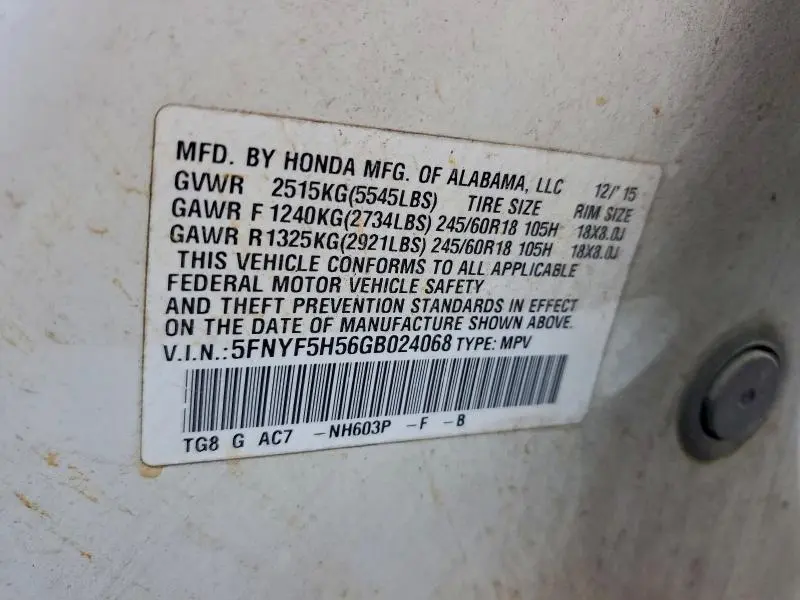 MFD. BY HONDA MFG. OF ALABAMA, LLC 12/'15
GVWR 2515KG(5545LBS) TIRE SIZE RIM SIZE
GAWR F 1240KG(2734LBS) 245/60R18 105H 18X8.0J
GAWR R1325KG(2921LBS) 245/60R18 105H 18X8.0J
THIS VEHICLE CONFORMS TO ALL APPLICABLE
FEDERAL MOTOR VEHICLE SAFETY
AND THEFT PREVENTION STANDARDS IN EFFECT
ON THE DATE OF MANUFACTURE SHOWN ABOVE.
V.I.N.: 5FNYF5H56GB024068 TYPE: MPV
TG8 G AC7 -NH603P -F -B